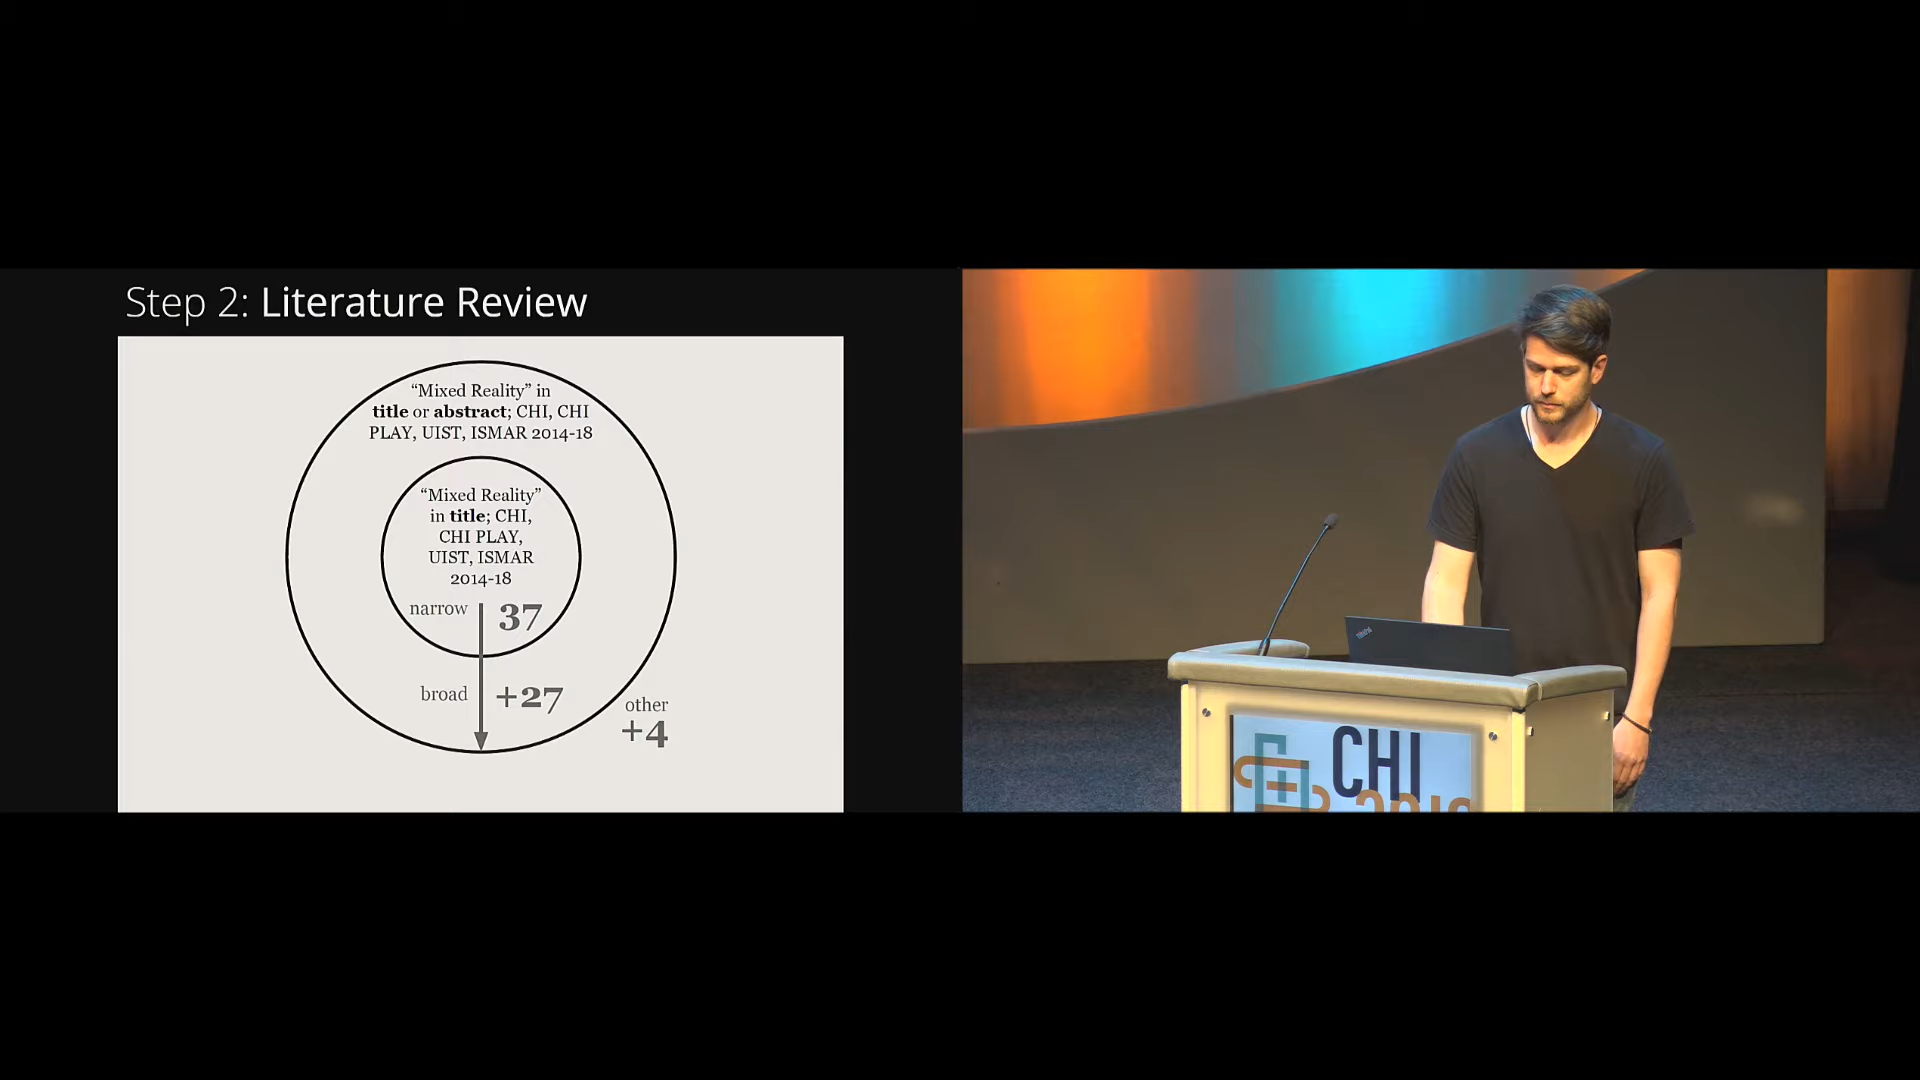 Step 2: Literature Review
“Mixed Reality” in
title or abstract; CHI, CHI
PLAY, UIST, ISMAR 2014-18
“Mixed Reality”
in title; CHI,
CHI PLAY,
UIST, ISMAR
2014-18
narrow 37
broad +27
other
+4
ThinkPad
CHI